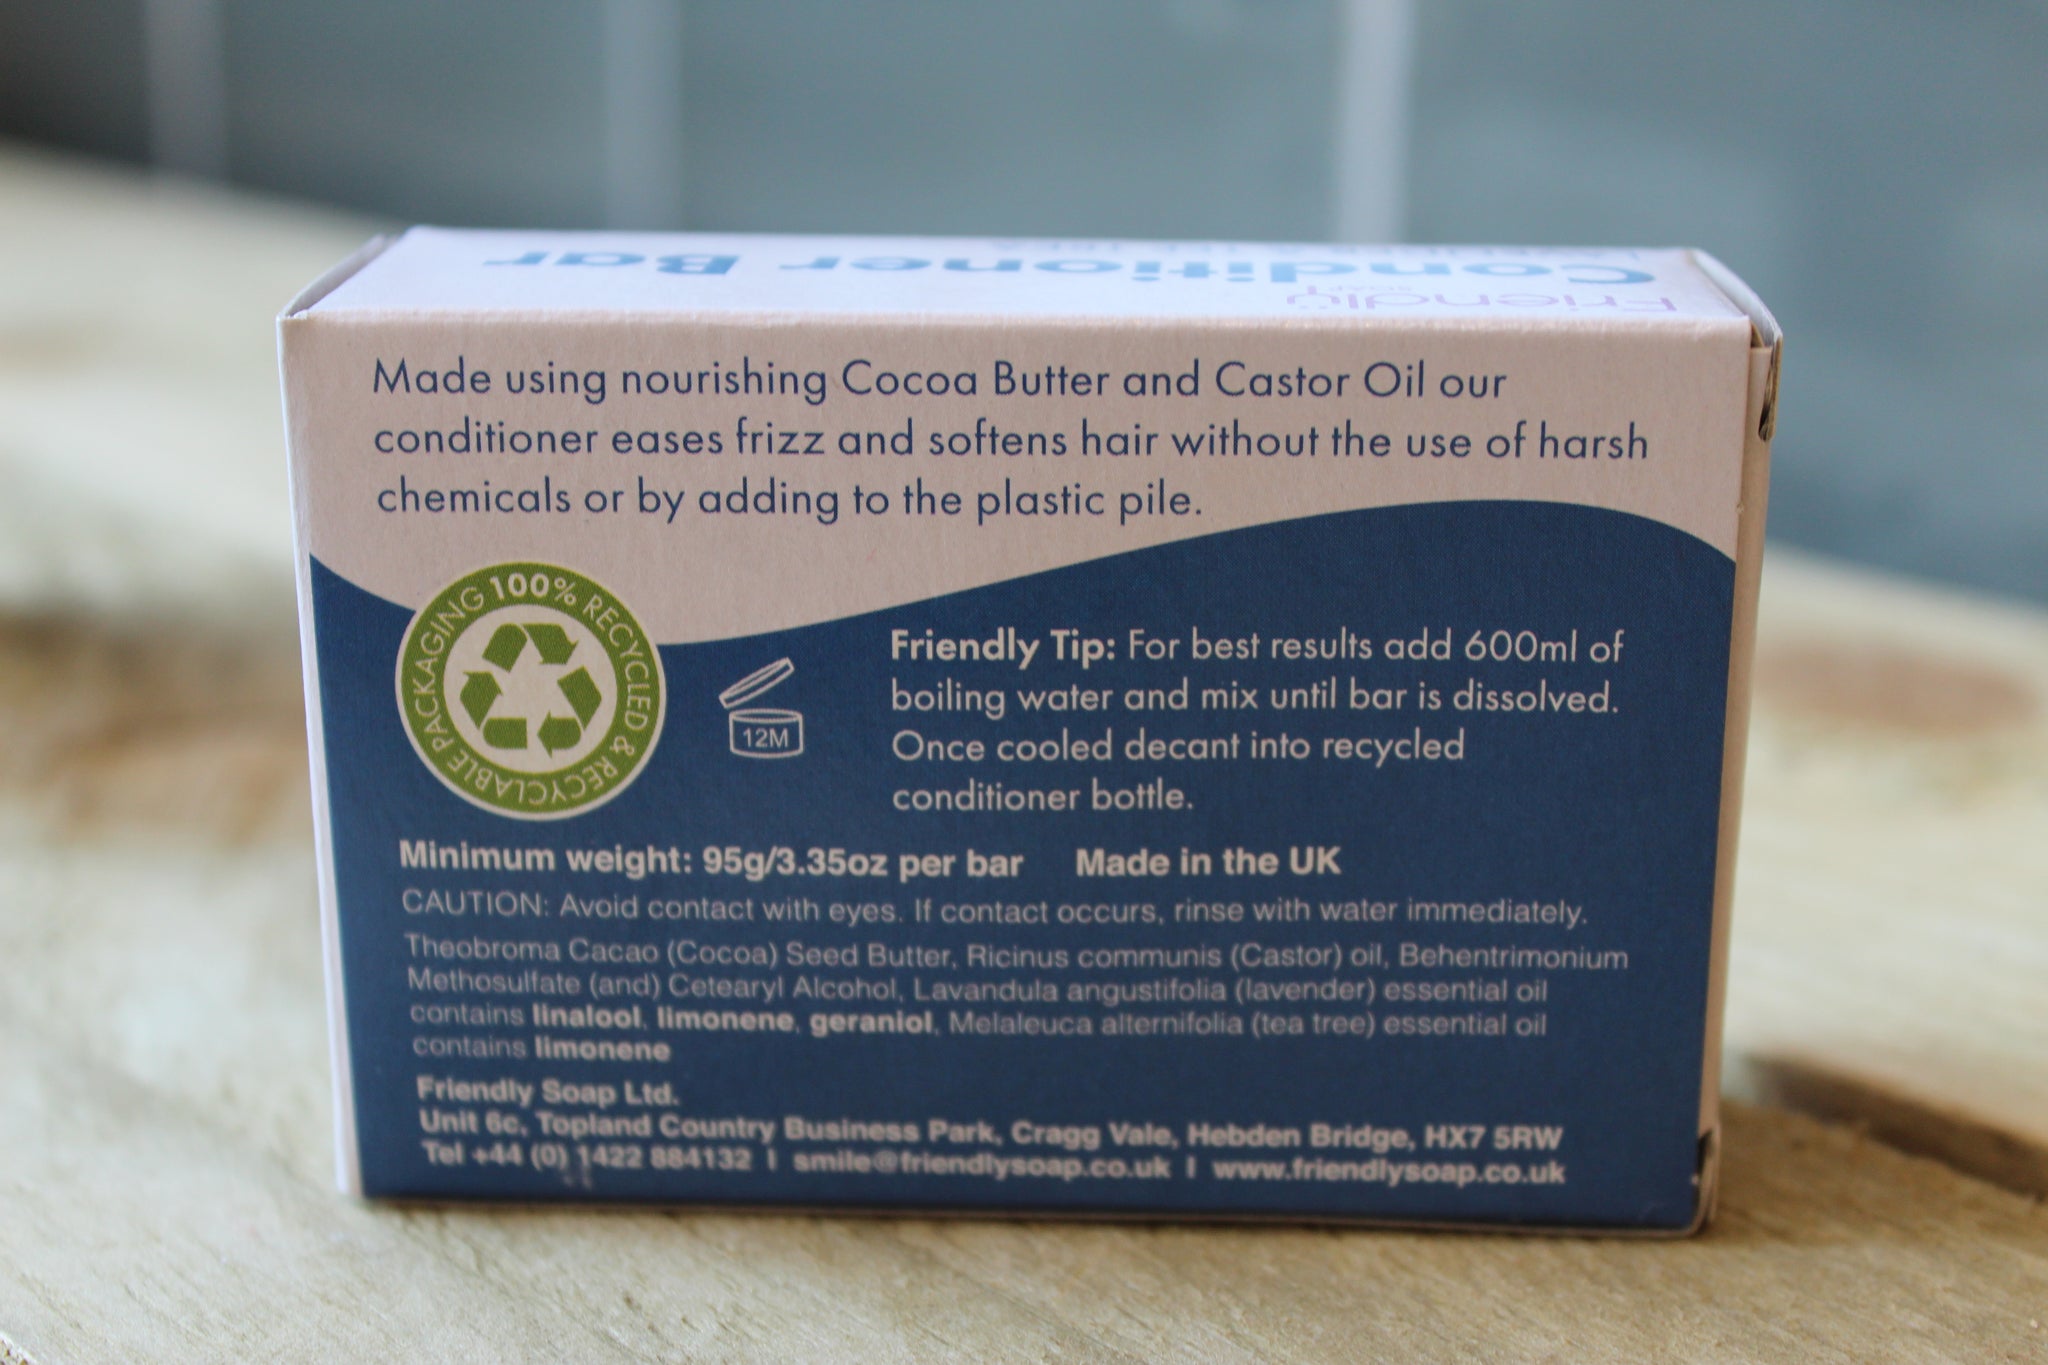 Conditioner Bar
Friendly
SOAP
Made using nourishing Cocoa Butter and Castor Oil our
conditioner eases frizz and softens hair without the use of harsh
chemicals or by adding to the plastic pile.
100% RECYCLED & RECYCLABLE PACKAGING
12M
Friendly Tip: For best results add 600ml of
boiling water and mix until bar is dissolved.
Once cooled decant into recycled
conditioner bottle.
Minimum weight: 95g/3.35oz per bar Made in the UK
CAUTION: Avoid contact with eyes. If contact occurs, rinse with water immediately.
Theobroma Cacao (Cocoa) Seed Butter, Ricinus communis (Castor) oil, Behentrimonium
Methosulfate (and) Cetearyl Alcohol, Lavandula angustifolia (lavender) essential oil
contains linalool, limonene, geraniol, Melaleuca alternifolia (tea tree) essential oil
contains limonene
Friendly Soap Ltd.
Unit 6c, Topland Country Business Park, Cragg Vale, Hebden Bridge, HX7 5RW
Tel +44 (0) 1422 884132 | smile@friendlysoap.co.uk | www.friendlysoap.co.uk